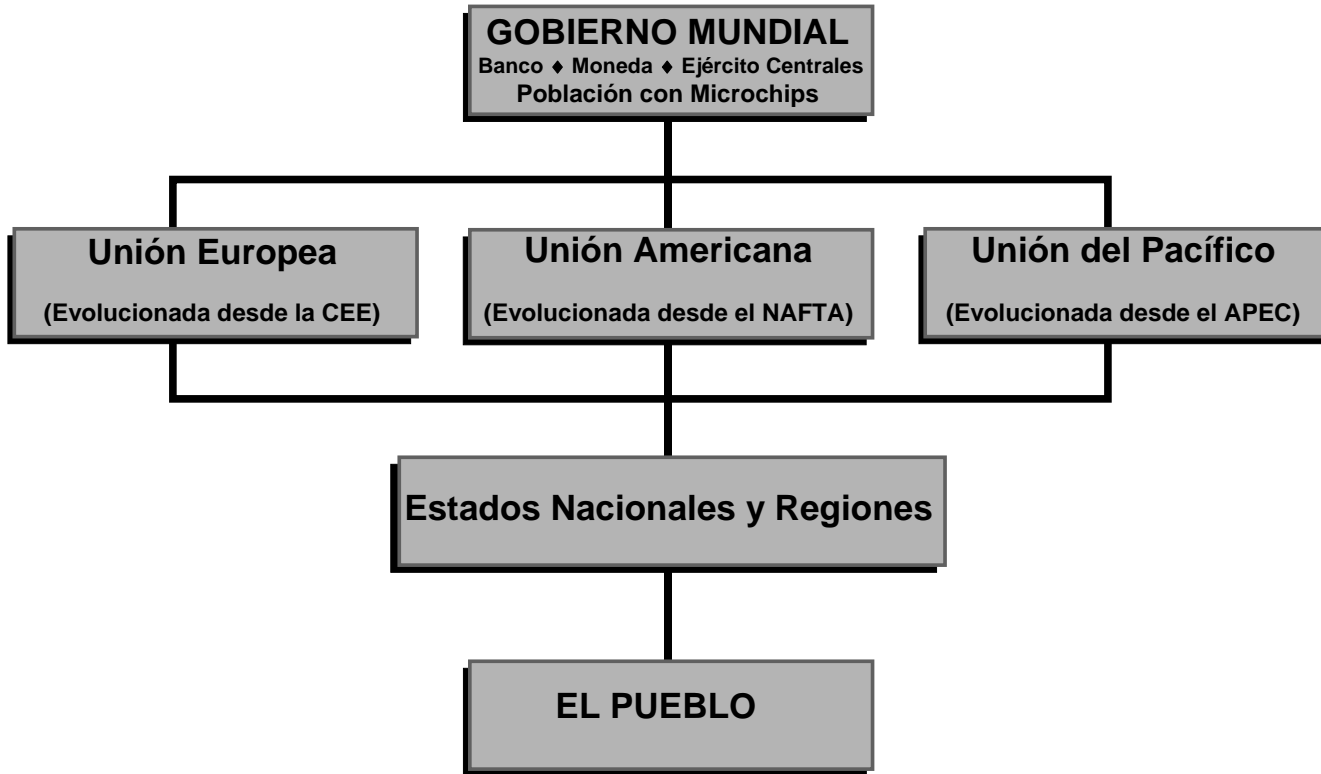 GOBIERNO MUNDIAL
Banco ♦ Moneda ♦ Ejército Centrales
Población con Microchips
Unión Europea
(Evolucionada desde la CEE)
Unión Americana
(Evolucionada desde el NAFTA)
Unión del Pacífico
(Evolucionada desde el APEC)
Estados Nacionales y Regiones
EL PUEBLO